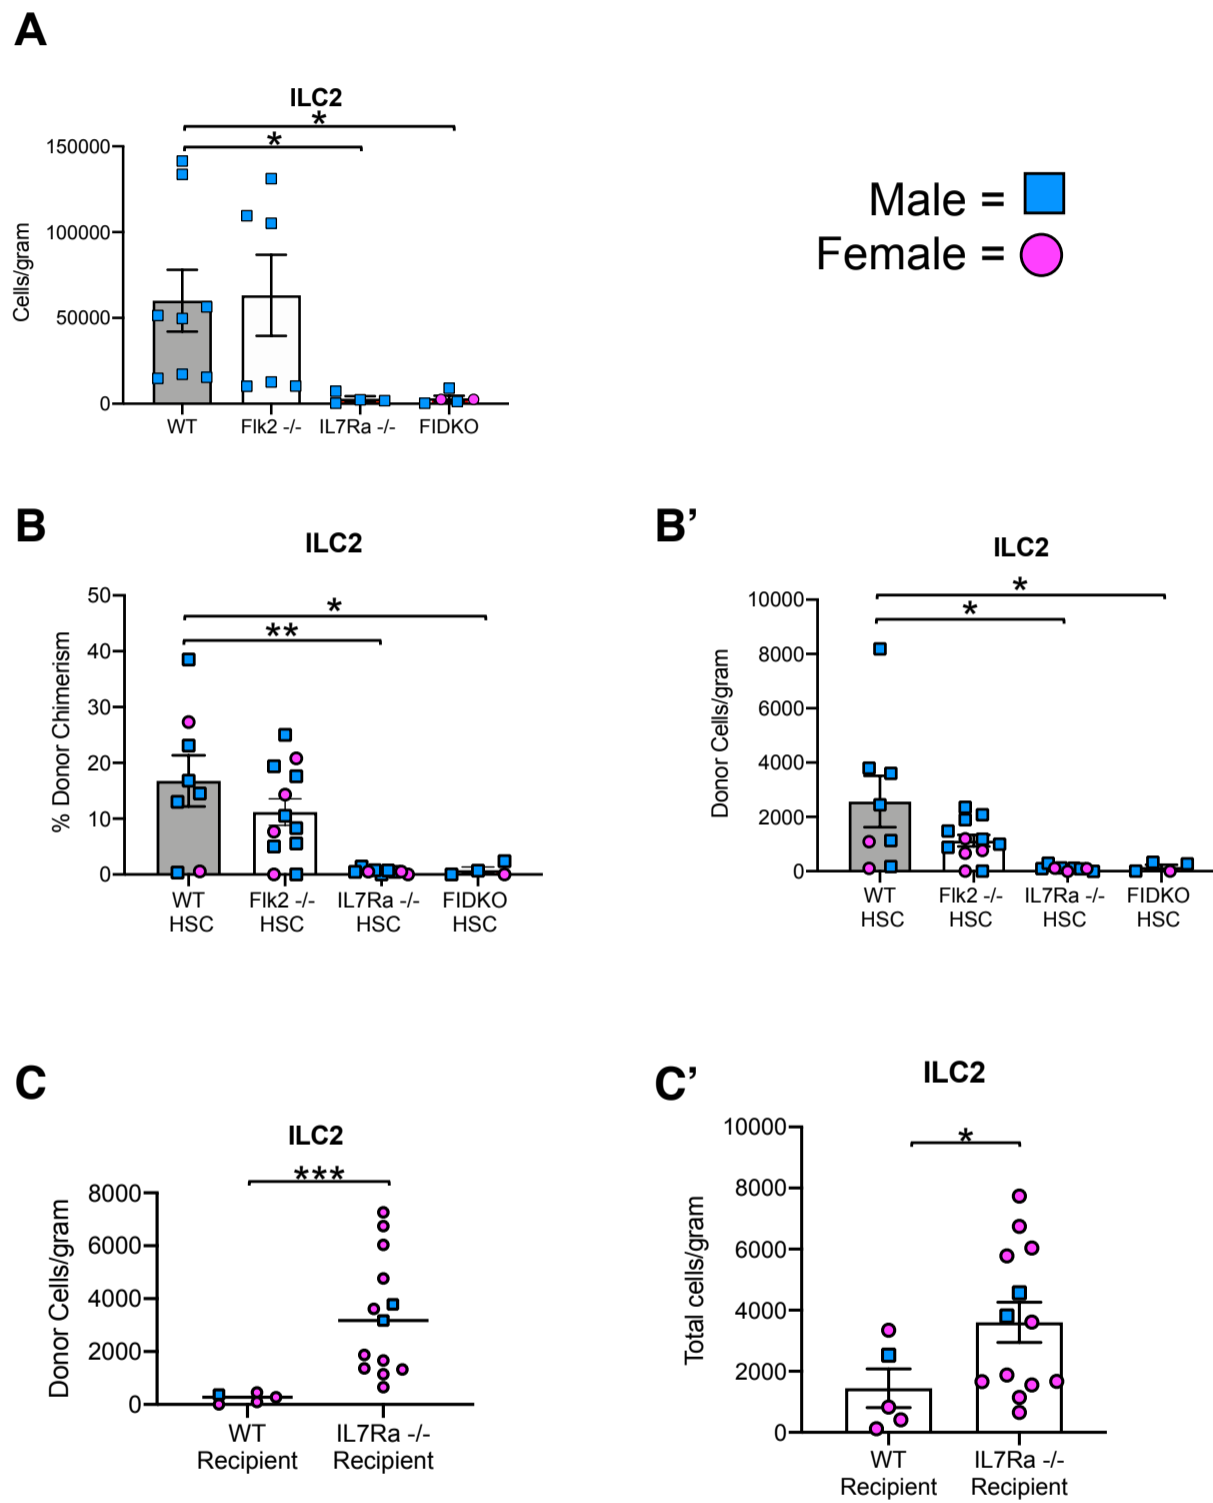 A
ILC2
*
*
150000
100000
50000
0
Cells/gram
WT
Flk2 -/-
IL7Ra -/-
FIDKO
Male =
Female =
B
ILC2
*
**
50
40
30
20
10
0
% Donor Chimerism
WT
HSC
Flk2 -/-
HSC
IL7Ra -/-
HSC
FIDKO
HSC
B’
ILC2
*
*
10000
8000
6000
4000
2000
0
Donor Cells/gram
WT
HSC
Flk2 -/-
HSC
IL7Ra -/-
HSC
FIDKO
HSC
C
ILC2
***
8000
6000
4000
2000
0
Donor Cells/gram
WT
Recipient
IL7Ra -/-
Recipient
C’
ILC2
*
10000
8000
6000
4000
2000
0
Total cells/gram
WT
Recipient
IL7Ra -/-
Recipient